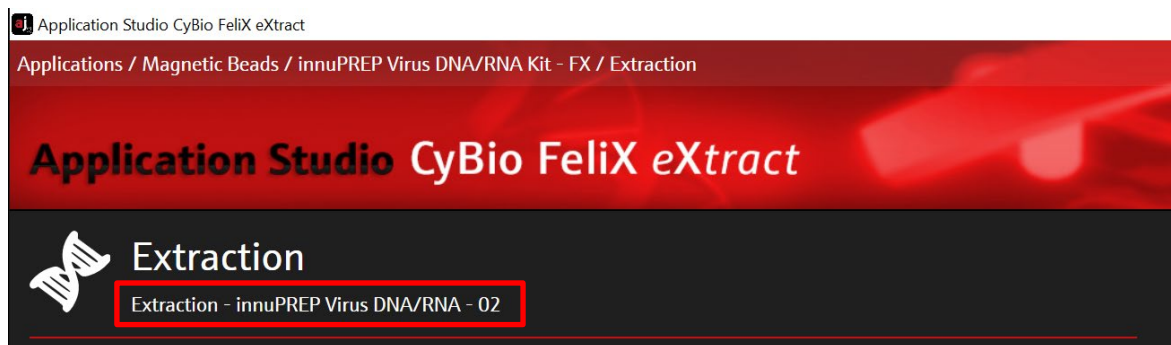 Application Studio CyBio FeliX eXtract
Applications / Magnetic Beads / innuPREP Virus DNA/RNA Kit - FX / Extraction
Application Studio CyBio FeliX eXtract
Extraction
Extraction - innuPREP Virus DNA/RNA - 02